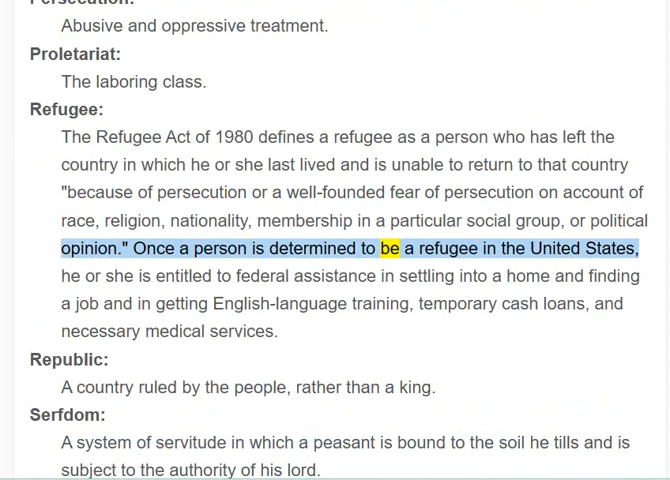 Persecution:
Abusive and oppressive treatment.
Proletariat:
The laboring class.
Refugee:
The Refugee Act of 1980 defines a refugee as a person who has left the
country in which he or she last lived and is unable to return to that country
"because of persecution or a well-founded fear of persecution on account of
race, religion, nationality, membership in a particular social group, or political
opinion." Once a person is determined to be a refugee in the United States,
he or she is entitled to federal assistance in settling into a home and finding
a job and in getting English-language training, temporary cash loans, and
necessary medical services.
Republic:
A country ruled by the people, rather than a king.
Serfdom:
A system of servitude in which a peasant is bound to the soil he tills and is
subject to the authority of his lord.